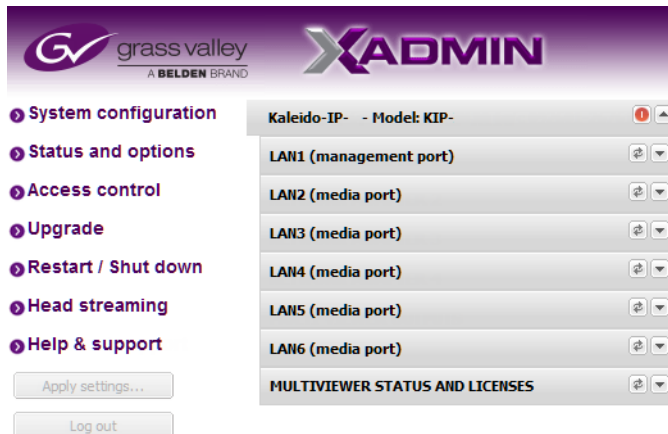 GV grass valley
A BELDEN BRAND
XADMIN
System configuration
Status and options
Access control
Upgrade
Restart / Shut down
Head streaming
Help & support
Apply settings...
Log out
Kaleido-IP- - Model: KIP-
LAN1 (management port)
LAN2 (media port)
LAN3 (media port)
LAN4 (media port)
LAN5 (media port)
LAN6 (media port)
MULTIVIEWER STATUS AND LICENSES